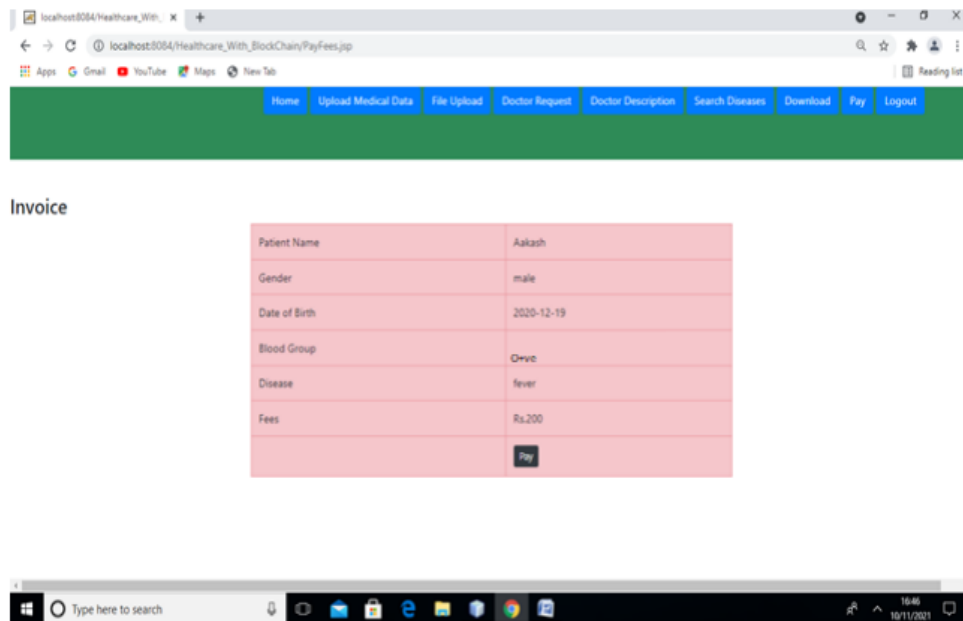 localhost:8084/Healthcare_With_
localhost:8084/Healthcare_With_BlockChain/PayFees.jsp
Apps Gmail YouTube Maps New Tab Reading list
Home Upload Medical Data File Upload Doctor Request Doctor Description Search Diseases Download Pay Logout
Invoice
Patient Name Aakash
Gender male
Date of Birth 2020-12-19
Blood Group O+ve
Disease fever
Fees Rs.200
Pay
Type here to search
16:46
10/11/2021